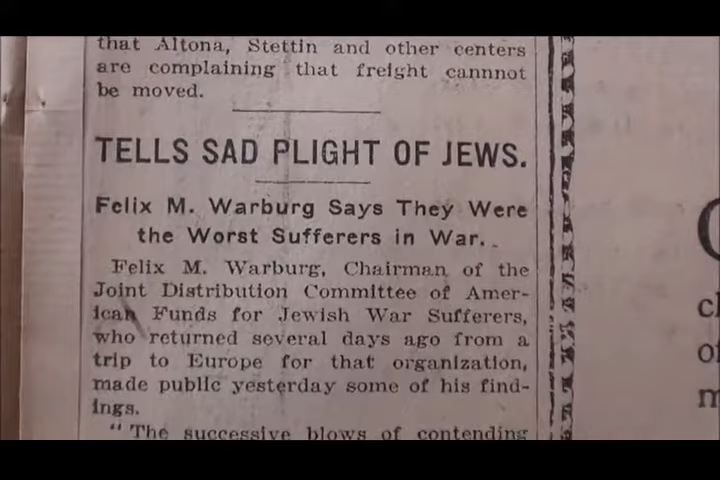 that Altona, Stettin and other centers
are complaining that freight cannnot
be moved.
TELLS SAD PLIGHT OF JEWS.
Felix M. Warburg Says They Were
the Worst Sufferers in War.
Felix M. Warburg, Chairman of the
Joint Distribution Committee of Amer-
ican Funds for Jewish War Sufferers,
who returned several days ago from a
trip to Europe for that organization,
made public yesterday some of his find-
ings.
"The successive blows of contending